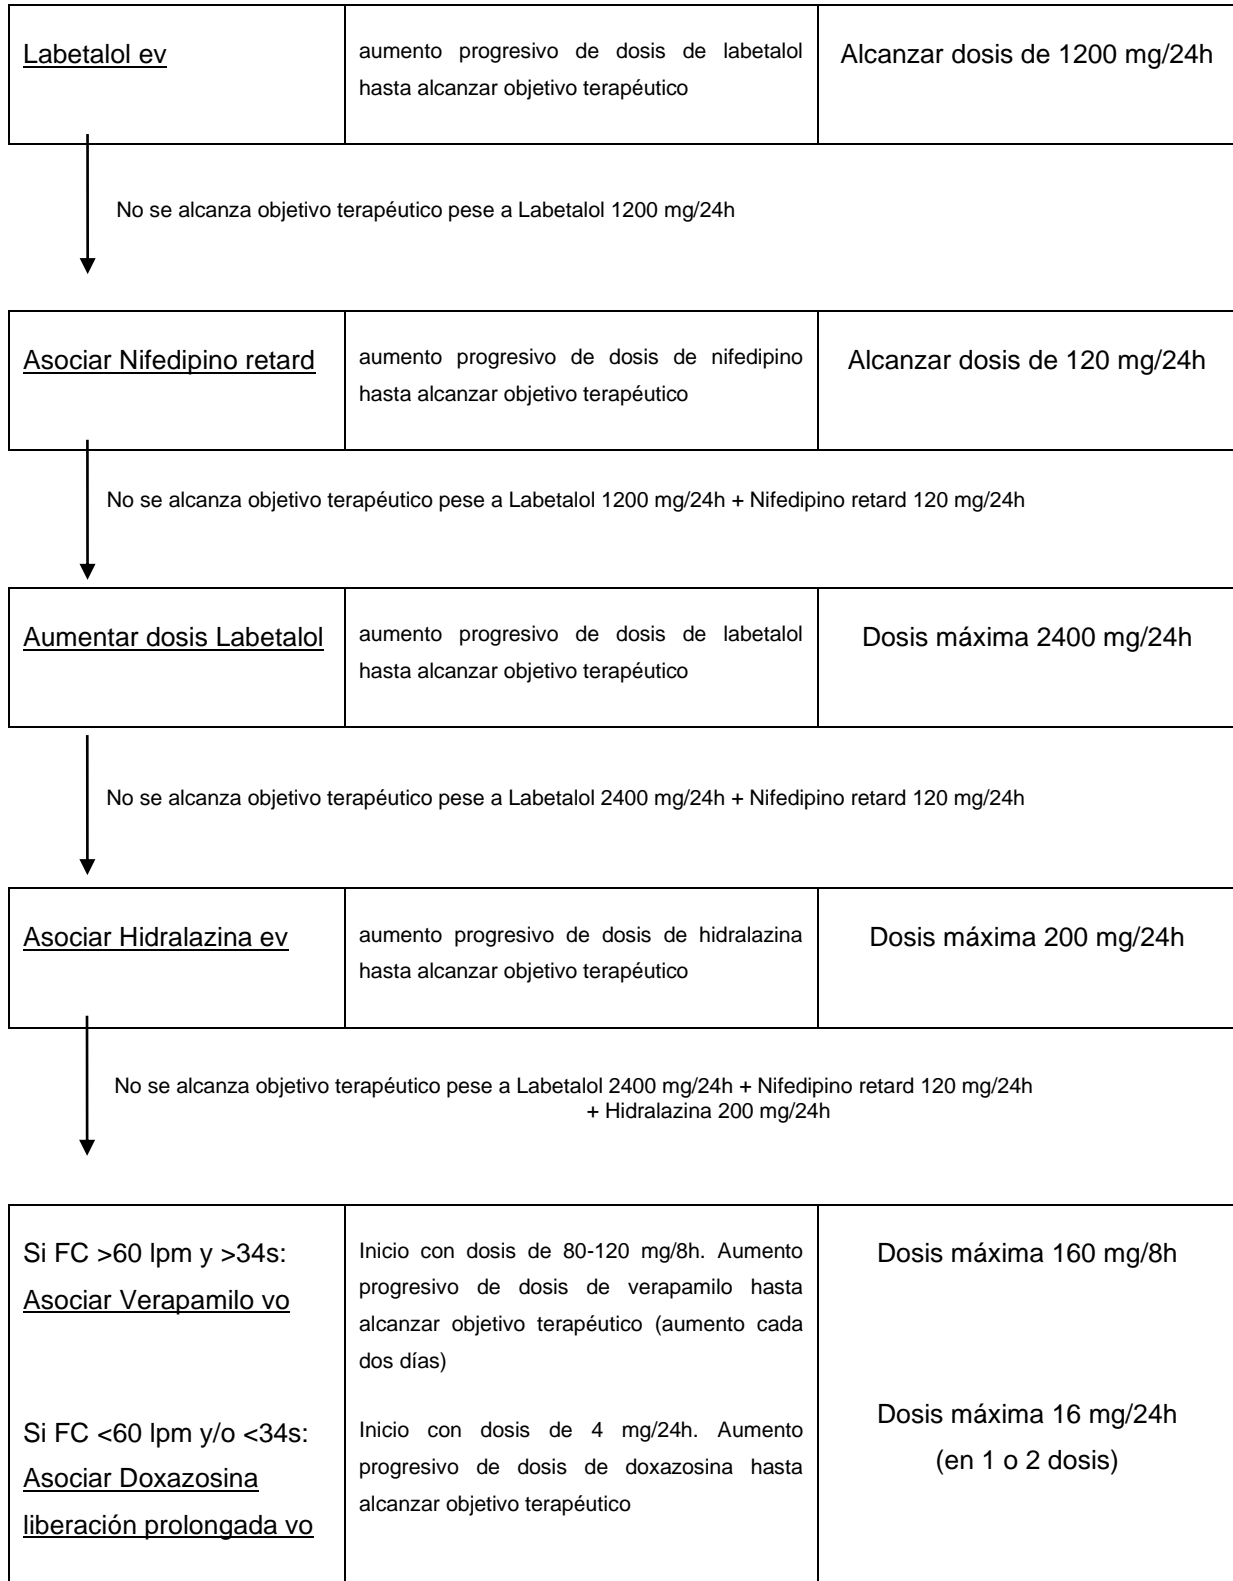 Labetalol ev
aumento progresivo de dosis de labetalol
hasta alcanzar objetivo terapéutico
Alcanzar dosis de 1200 mg/24h
No se alcanza objetivo terapéutico pese a Labetalol 1200 mg/24h
Asociar Nifedipino retard
aumento progresivo de dosis de nifedipino
hasta alcanzar objetivo terapéutico
Alcanzar dosis de 120 mg/24h
No se alcanza objetivo terapéutico pese a Labetalol 1200 mg/24h + Nifedipino retard 120 mg/24h
Aumentar dosis Labetalol
aumento progresivo de dosis de labetalol
hasta alcanzar objetivo terapéutico
Dosis máxima 2400 mg/24h
No se alcanza objetivo terapéutico pese a Labetalol 2400 mg/24h + Nifedipino retard 120 mg/24h
Asociar Hidralazina ev
aumento progresivo de dosis de hidralazina
hasta alcanzar objetivo terapéutico
Dosis máxima 200 mg/24h
No se alcanza objetivo terapéutico pese a Labetalol 2400 mg/24h + Nifedipino retard 120 mg/24h
+ Hidralazina 200 mg/24h
Si FC >60 lpm y >34s:
Asociar Verapamilo vo
Inicio con dosis de 80-120 mg/8h. Aumento
progresivo de dosis de verapamilo hasta
alcanzar objetivo terapéutico (aumento cada
dos días)
Dosis máxima 160 mg/8h
Si FC <60 lpm y/o <34s:
Asociar Doxazosina
liberación prolongada vo
Inicio con dosis de 4 mg/24h. Aumento
progresivo de dosis de doxazosina hasta
alcanzar objetivo terapéutico
Dosis máxima 16 mg/24h
(en 1 o 2 dosis)